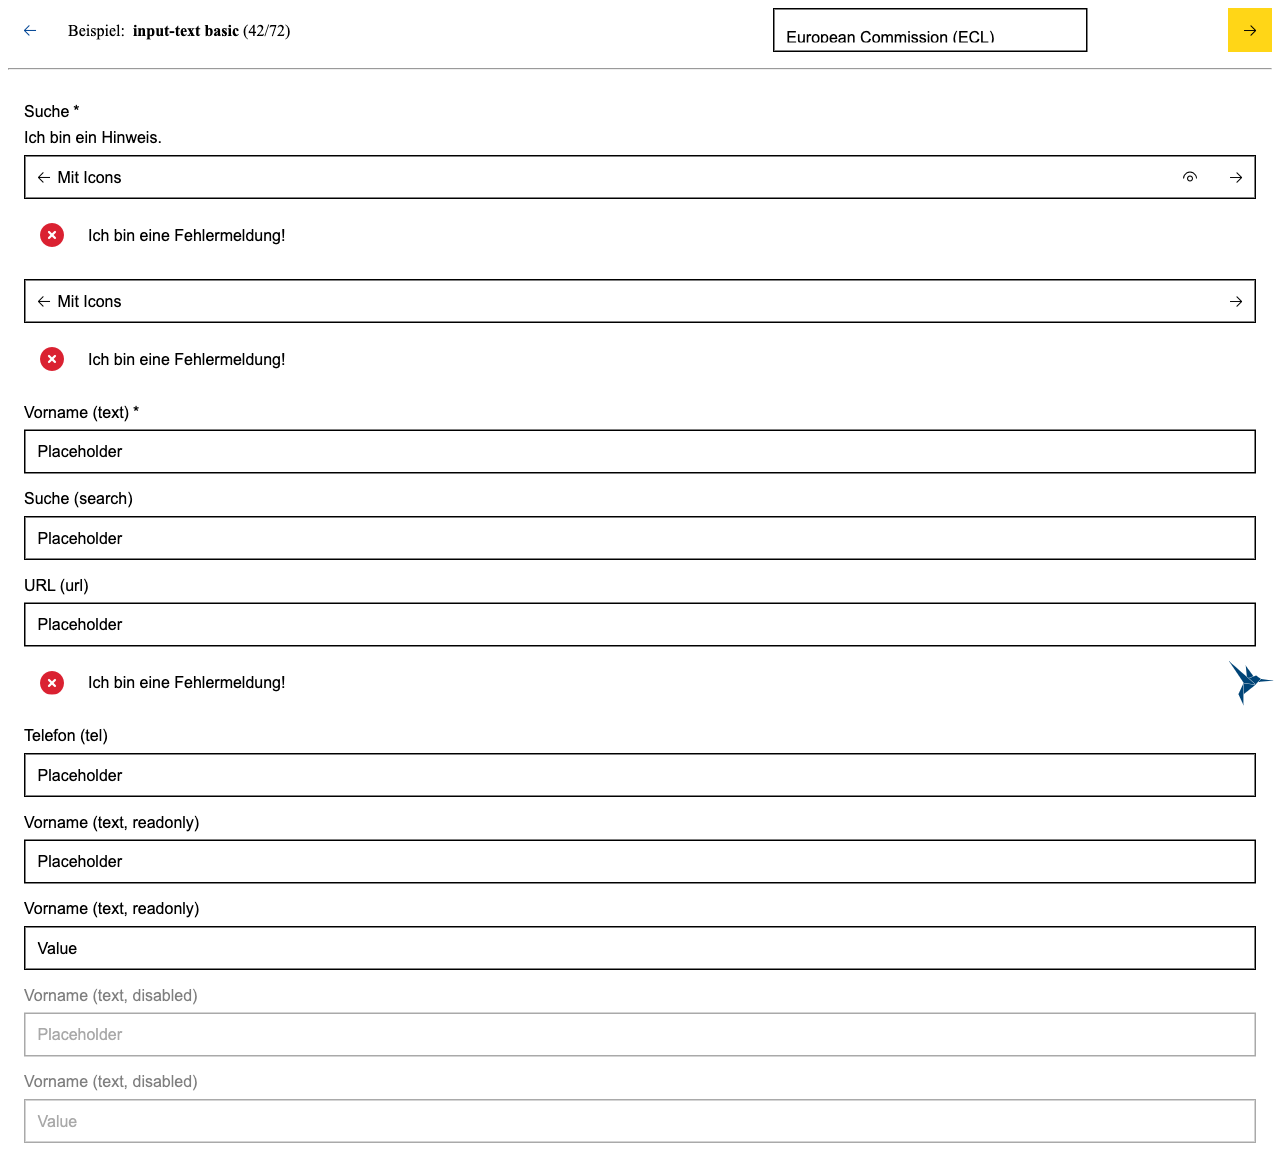 Beispiel: input-text basic (42/72)
European Commission (ECL)
Suche *
Ich bin ein Hinweis.
Mit Icons
Ich bin eine Fehlermeldung!
Mit Icons
Ich bin eine Fehlermeldung!
Vorname (text) *
Placeholder
Suche (search)
Placeholder
URL (url)
Placeholder
Ich bin eine Fehlermeldung!
Telefon (tel)
Placeholder
Vorname (text, readonly)
Placeholder
Vorname (text, readonly)
Value
Vorname (text, disabled)
Placeholder
Vorname (text, disabled)
Value